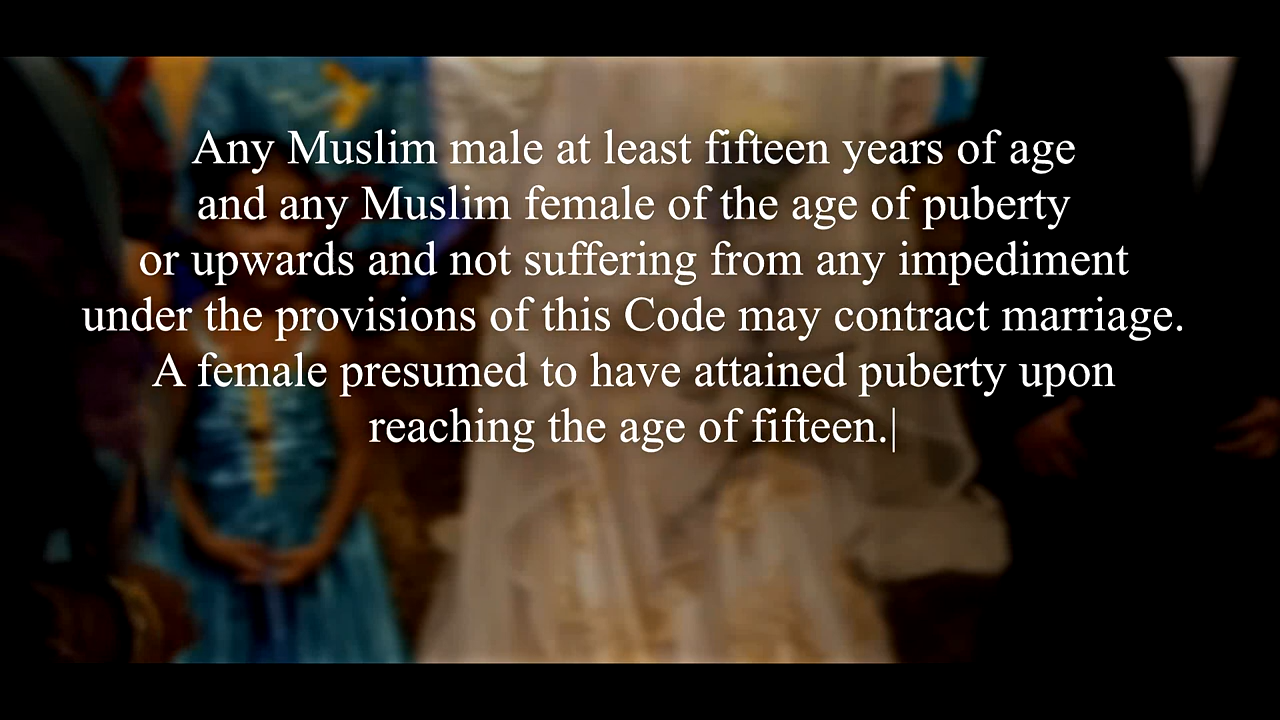 Any Muslim male at least fifteen years of age
and any Muslim female of the age of puberty
or upwards and not suffering from any impediment
under the provisions of this Code may contract marriage.
A female presumed to have attained puberty upon
reaching the age of fifteen.|